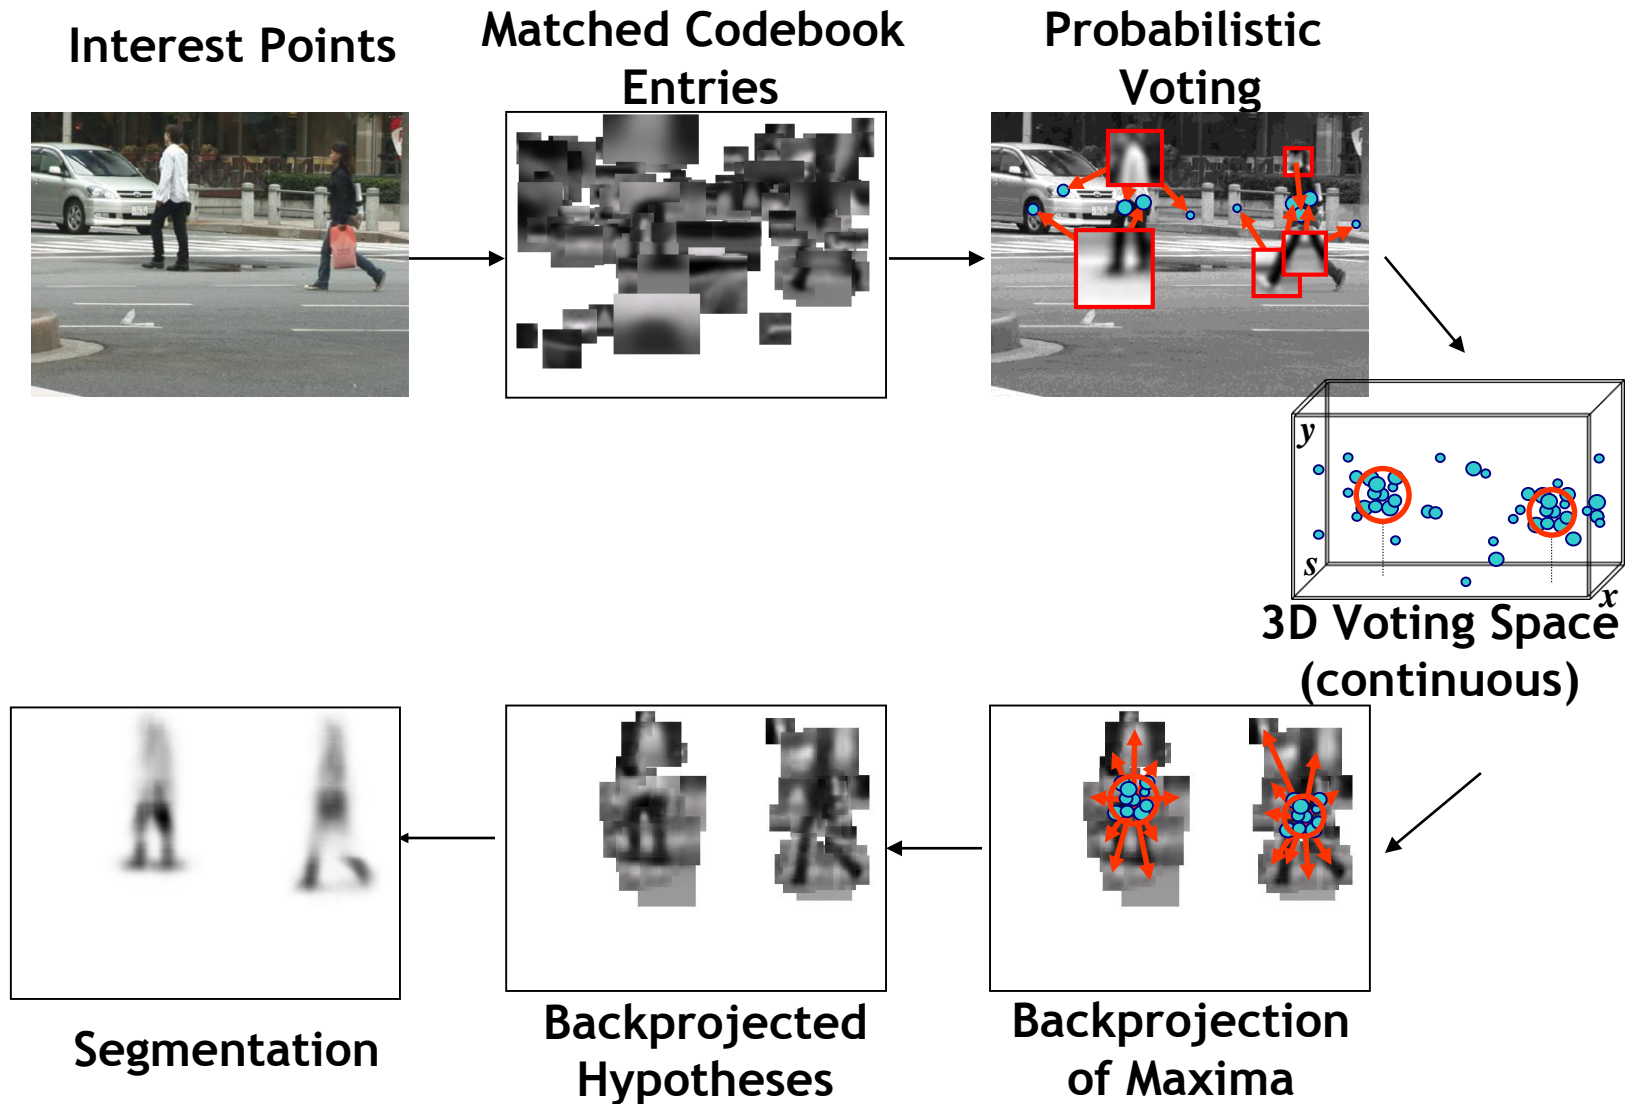 Interest Points
Matched Codebook
Entries
Probabilistic
Voting
y
s
x
3D Voting Space
(continuous)
Segmentation
Backprojected
Hypotheses
Backprojection
of Maxima